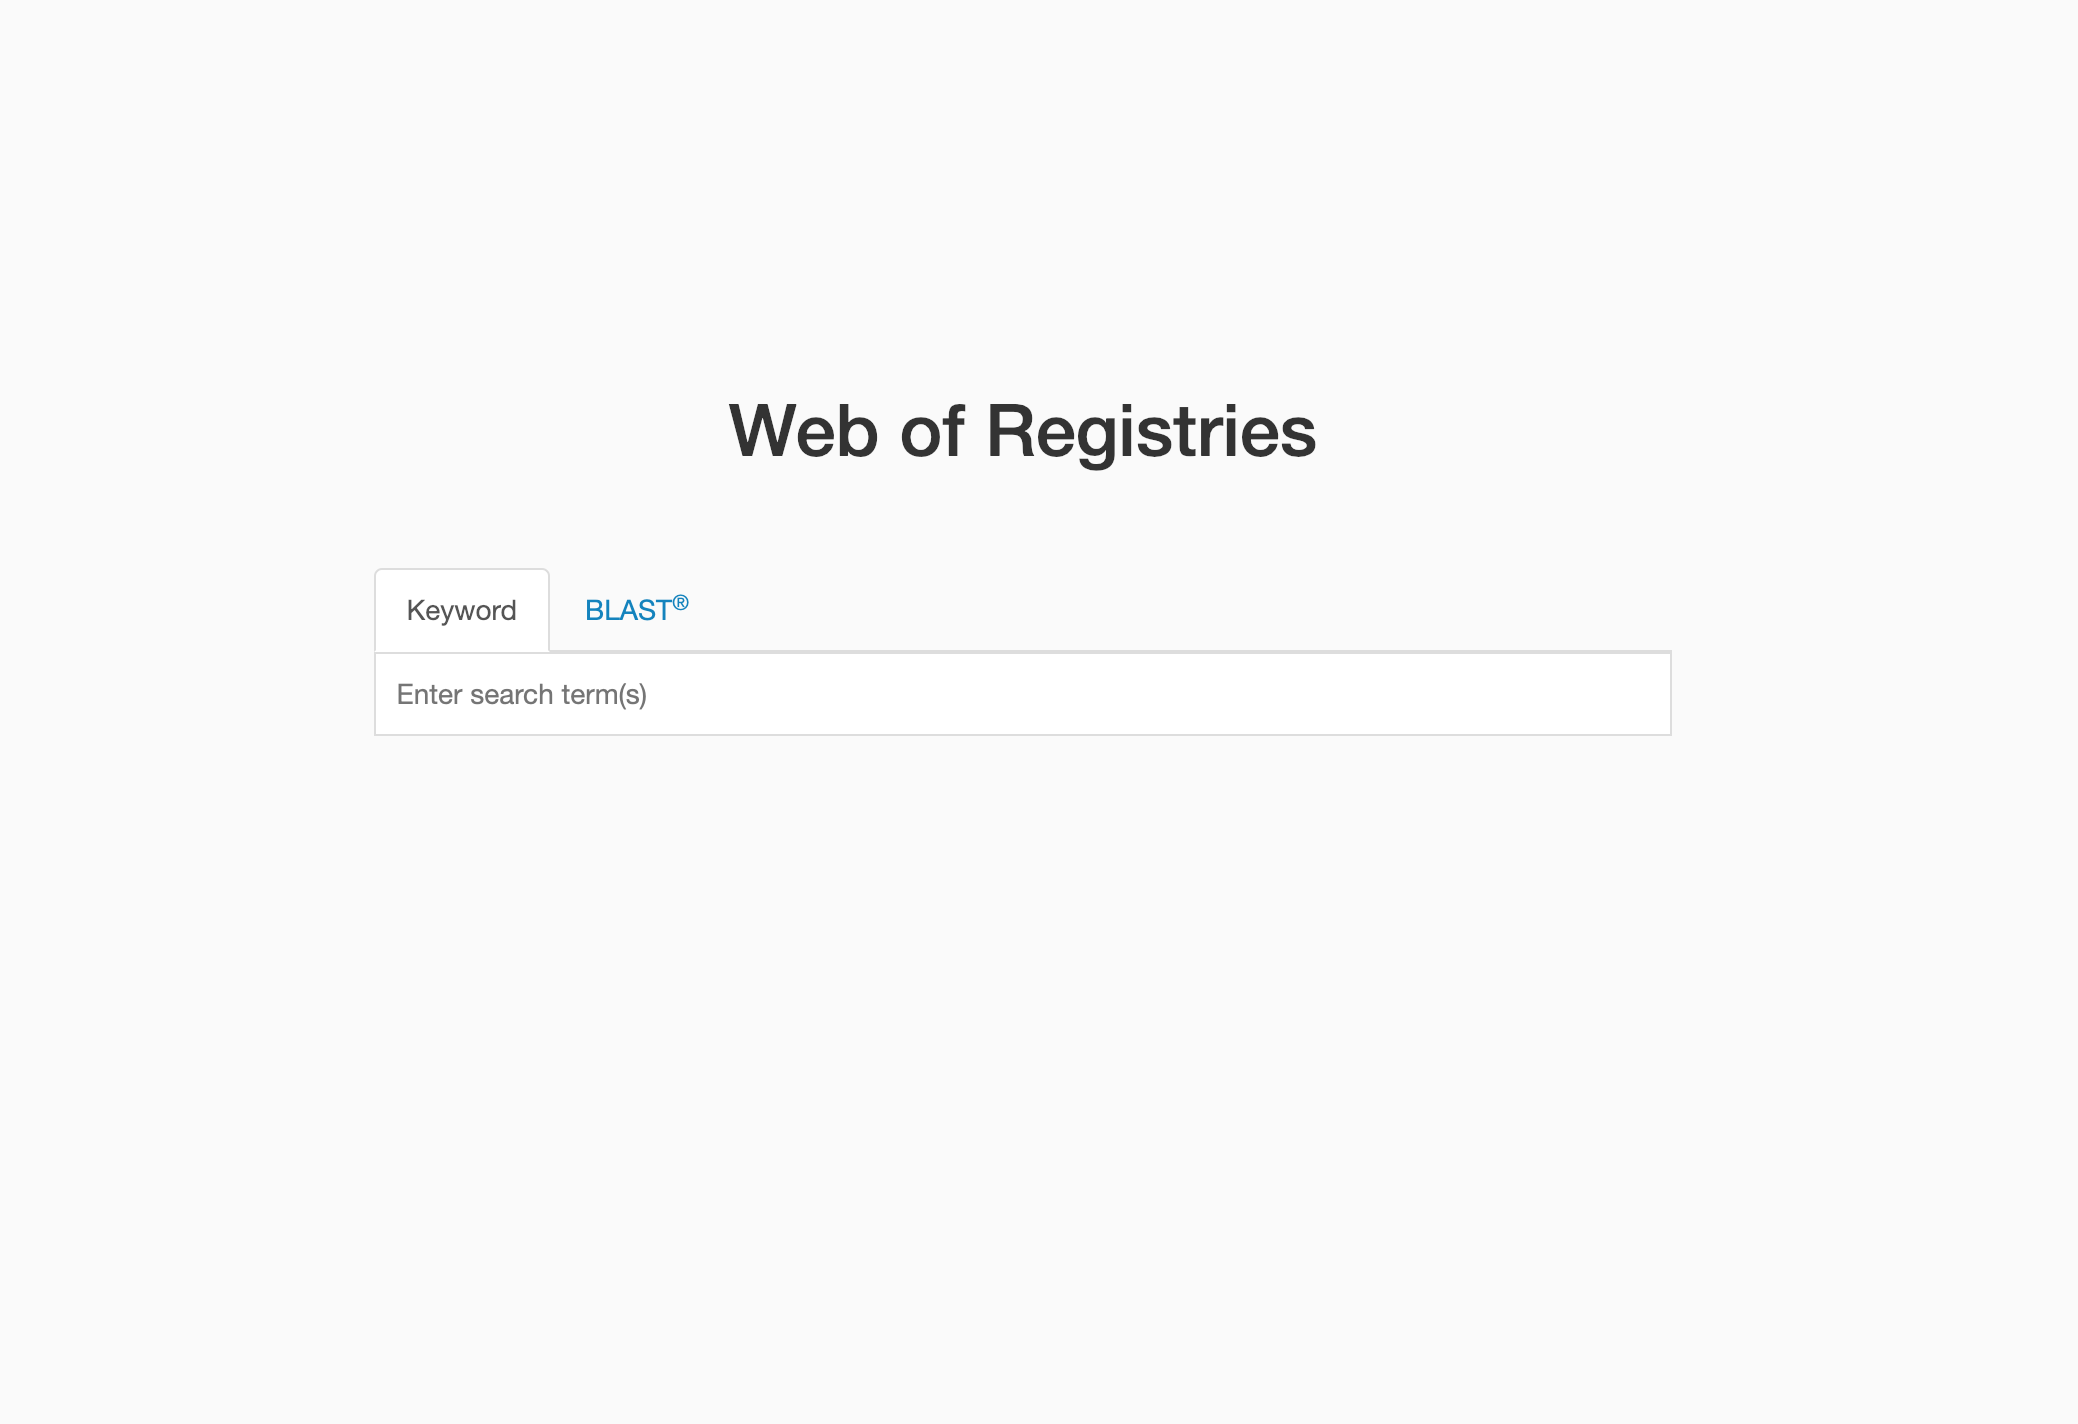 Web of Registries
Keyword
BLAST®
Enter search term(s)